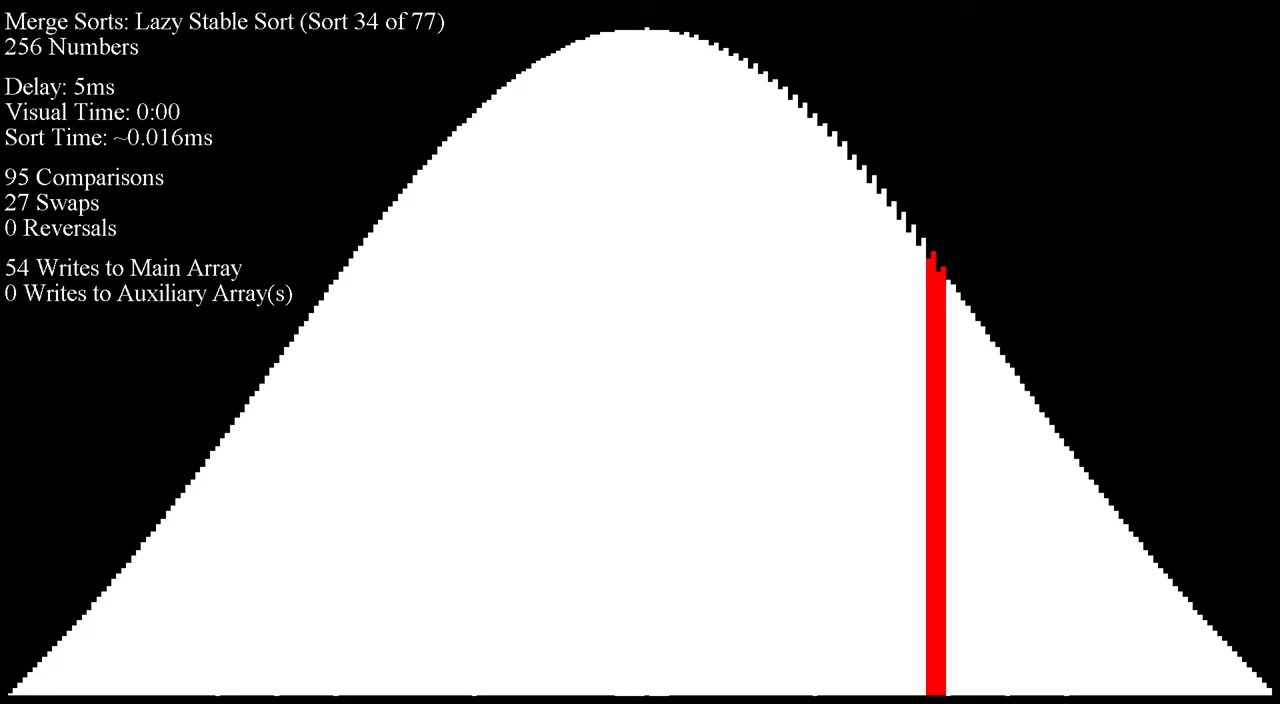 Merge Sorts: Lazy Stable Sort (Sort 34 of 77)
256 Numbers
Delay: 5ms
Visual Time: 0:00
Sort Time: ~0.016ms
95 Comparisons
27 Swaps
0 Reversals
54 Writes to Main Array
0 Writes to Auxiliary Array(s)